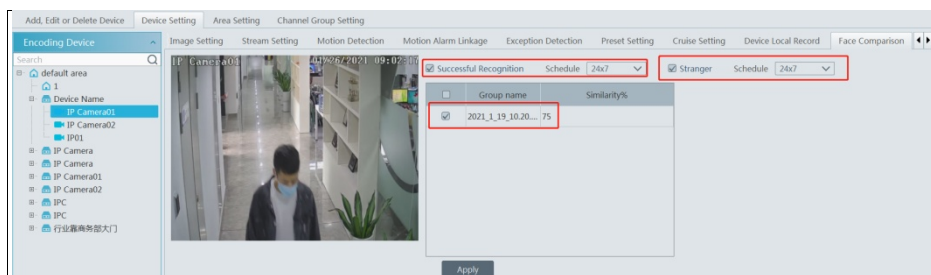 Add, Edit or Delete Device Device Setting Area Setting Channel Group Setting
Encoding Device Image Setting Stream Setting Motion Detection Motion Alarm Linkage Exception Detection Preset Setting Cruise Setting Device Local Record Face Comparison
Search
default area
1
Device Name
IP Camera01
IP Camera02
IP01
IP Camera
IP Camera
IP Camera01
IP Camera02
IPC
IPC
行业靠商务部大门
IP Camera01
Successful Recognition Schedule 24x7
Stranger Schedule 24x7
Group name Similarity%
2021_1_19_10.20.... 75
Apply